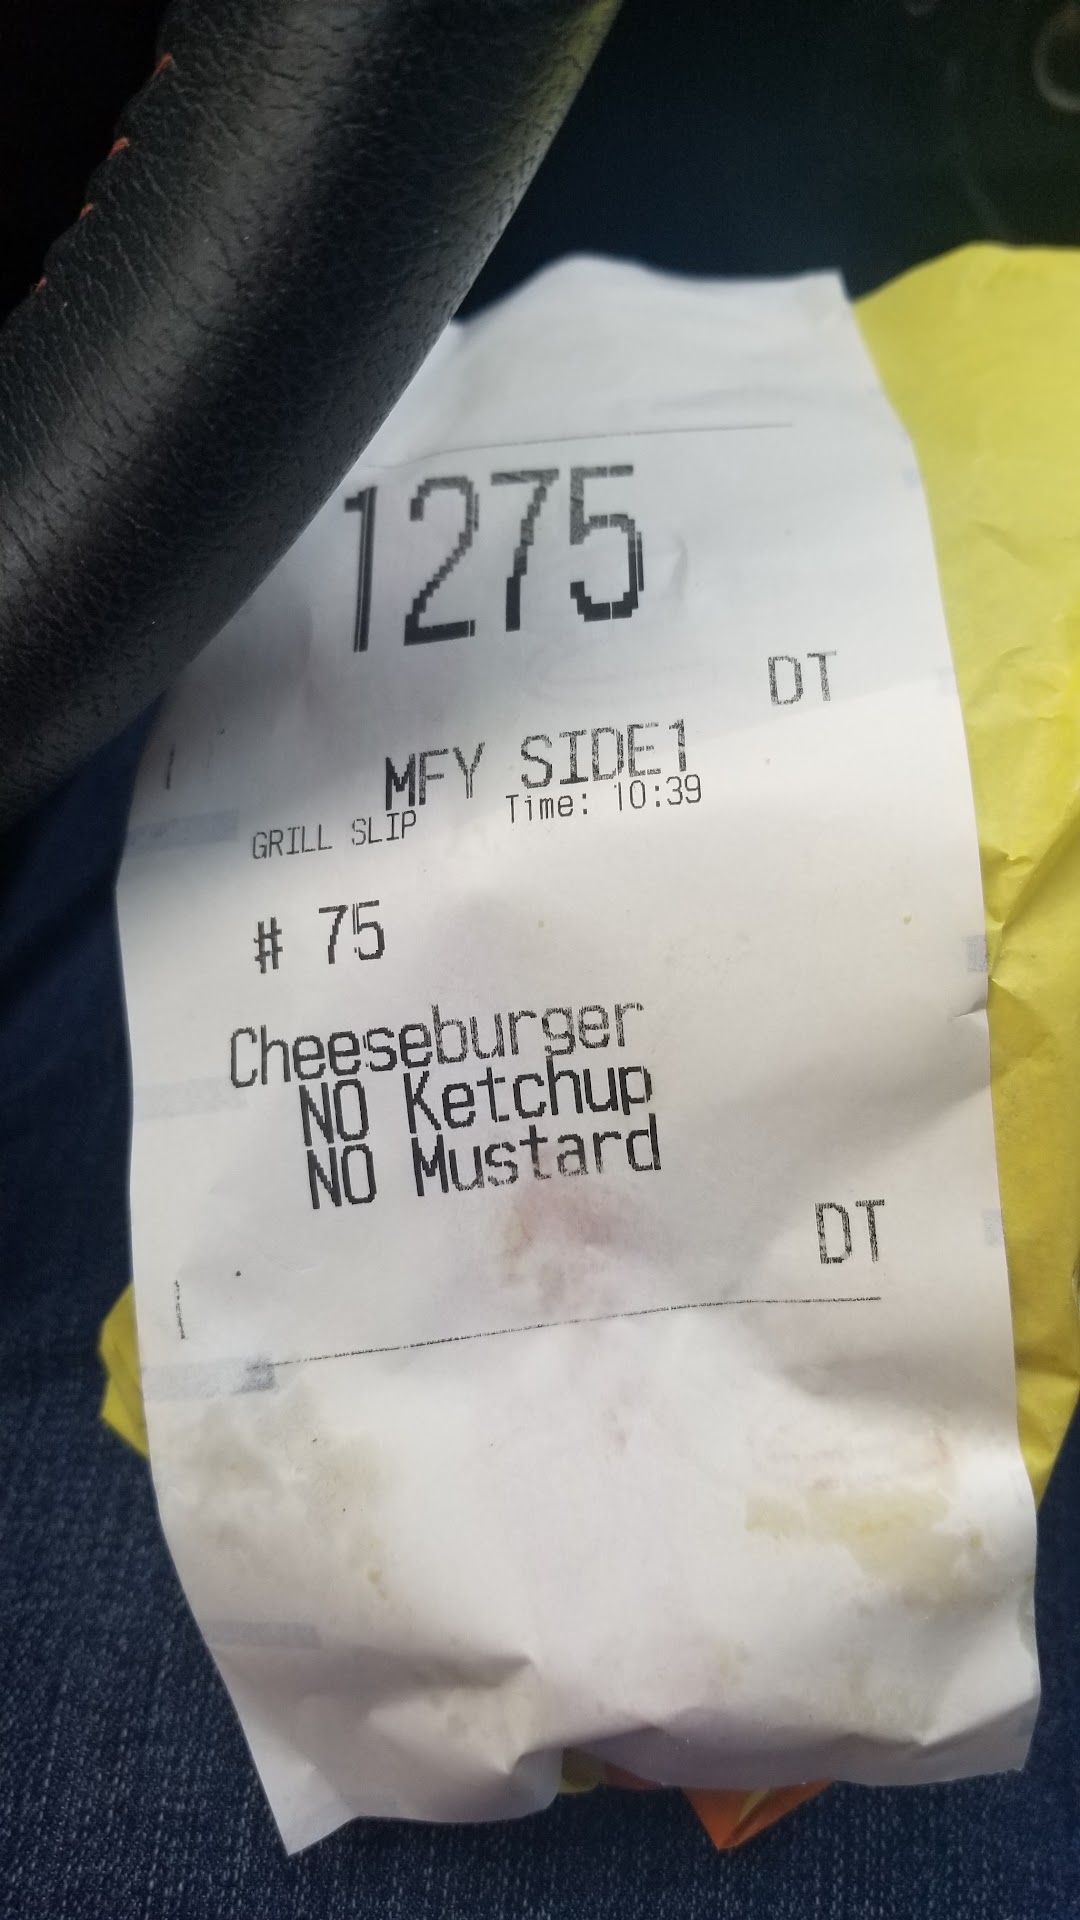 1275
DT
MFY SIDE1
GRILL SLIP Time: 10:39
# 75
Cheeseburger
NO Ketchup
NO Mustard
DT